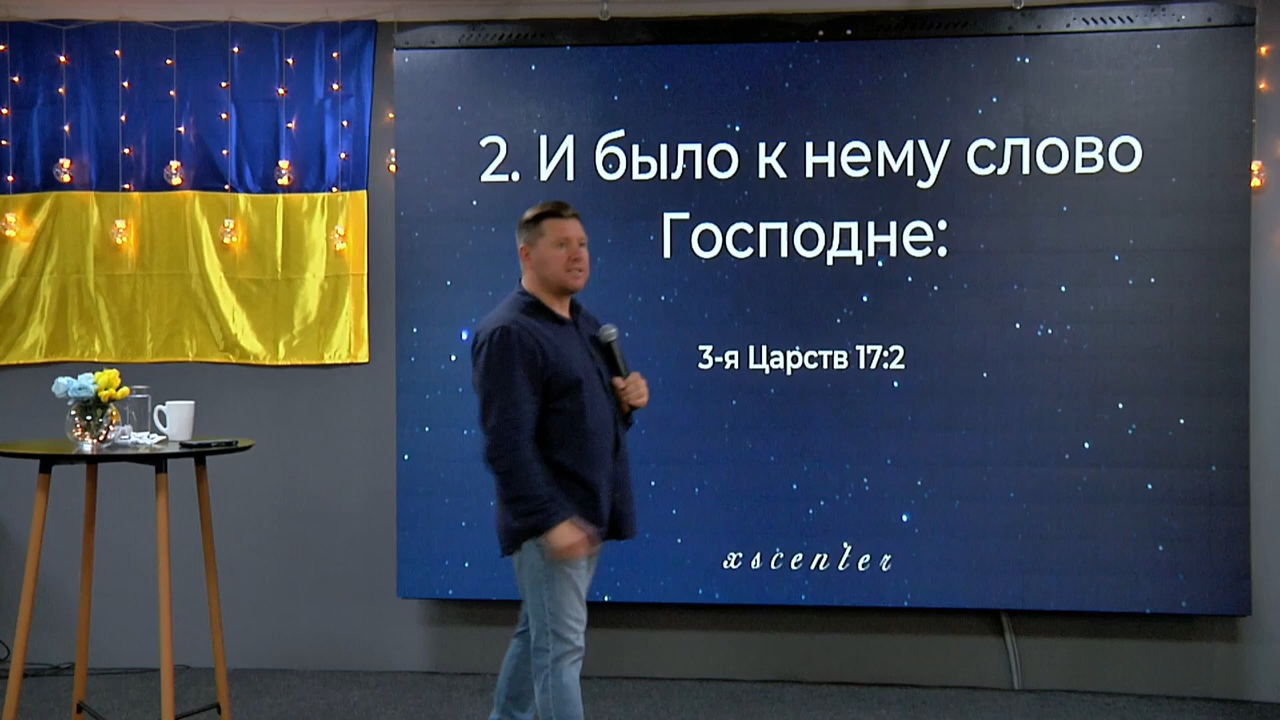 2. И было к нему слово
Господне:
3-я Царств 17:2
xscenter